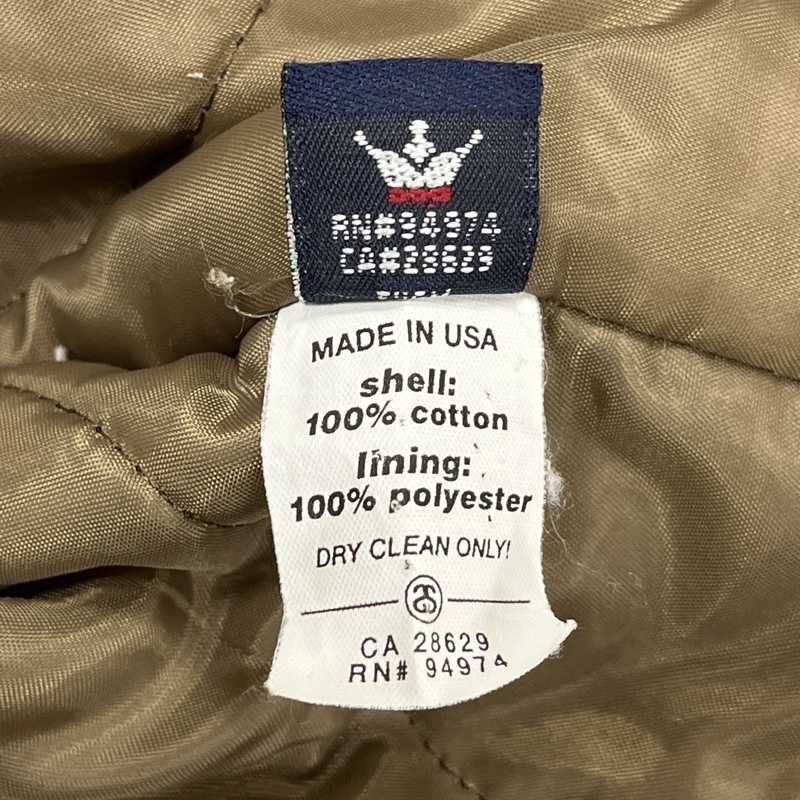 RN#94974
CA#28629
MADE IN USA
shell:
100% cotton
lining:
100% polyester
DRY CLEAN ONLY!
CA 28629
RN# 94974